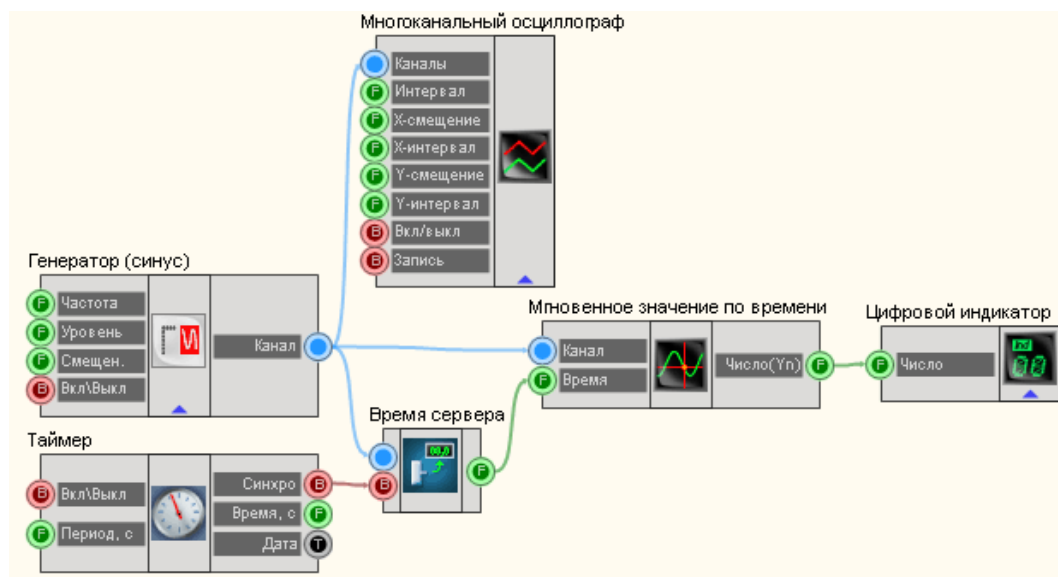 Многоканальный осциллограф
Каналы
Интервал
X-смещение
X-интервал
Y-смещение
Y-интервал
Вкл/выкл
Запись
F
F
F
F
F
B
B
Генератор (синус)
Частота
Уровень
Смещен.
Вкл\Выкл
Канал
F
F
F
B
Мгновенное значение по времени
Канал
Время
Число(Yn)
F
F
Цифровой индикатор
Число
F
Время сервера
B
F
Таймер
Вкл\Выкл
Период, с
Синхро
Время, с
Дата
B
F
B
F
T